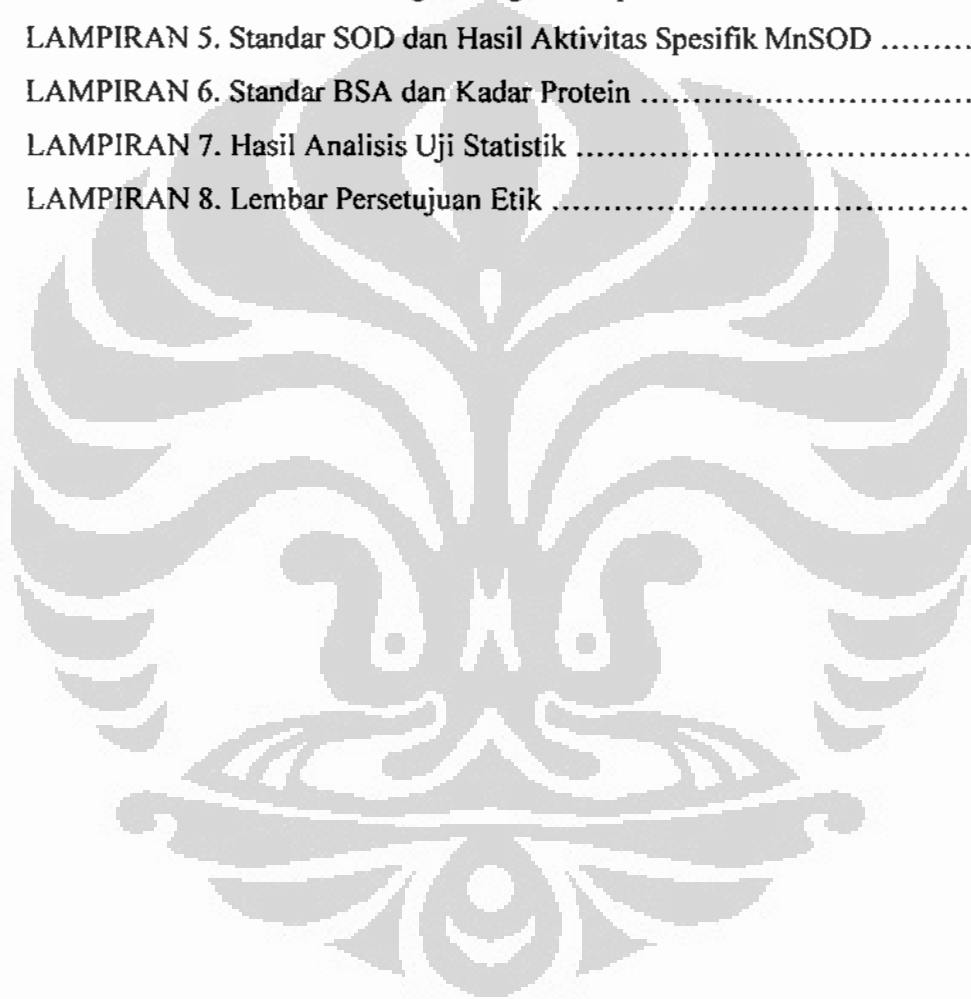 LAMPIRAN 5. Standar SOD dan Hasil Aktivitas Spesifik MnSOD .........
LAMPIRAN 6. Standar BSA dan Kadar Protein ................................
LAMPIRAN 7. Hasil Analisis Uji Statistik ......................................
LAMPIRAN 8. Lembar Persetujuan Etik ........................................